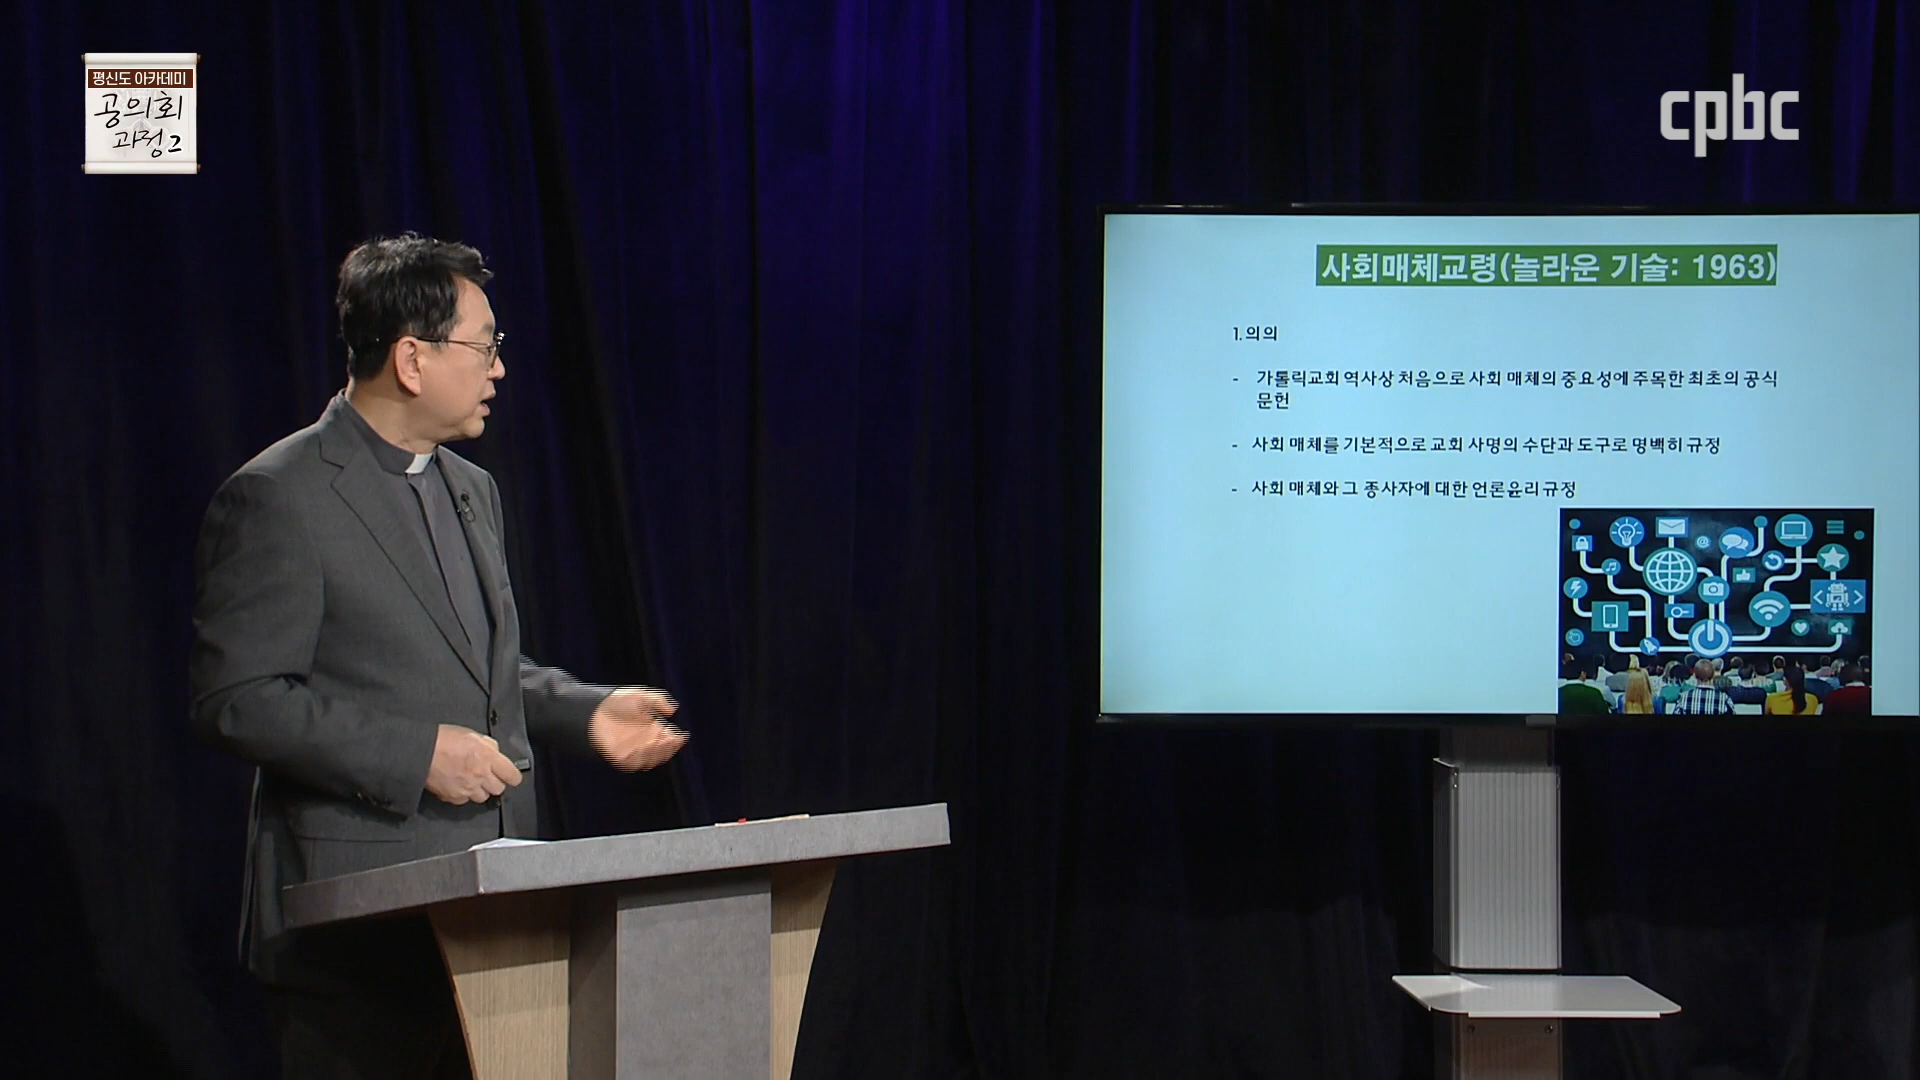 평신도 아카데미
공의회
과정2
cpbc
사회매체교령(놀라운 기술: 1963)
1. 의의
- 가톨릭교회 역사상 처음으로 사회 매체의 중요성에 주목한 최초의 공식
문헌
- 사회 매체를 기본적으로 교회 사명의 수단과 도구로 명백히 규정
- 사회 매체와 그 종사자에 대한 언론윤리 규정